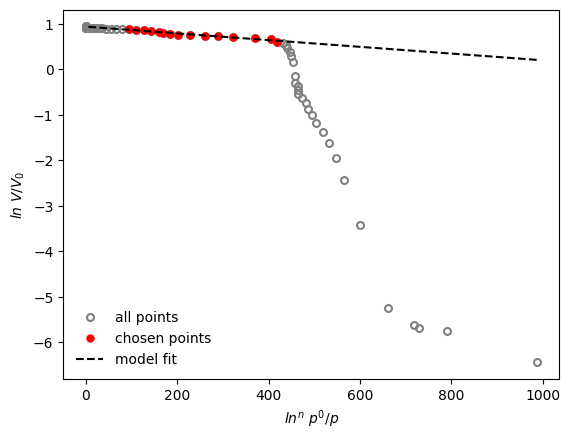 1
0
−1
−2
−3
−4
−5
−6
ln V/V₀
all points
chosen points
model fit
0 200 400 600 800 1000
lnⁿ p⁰/p